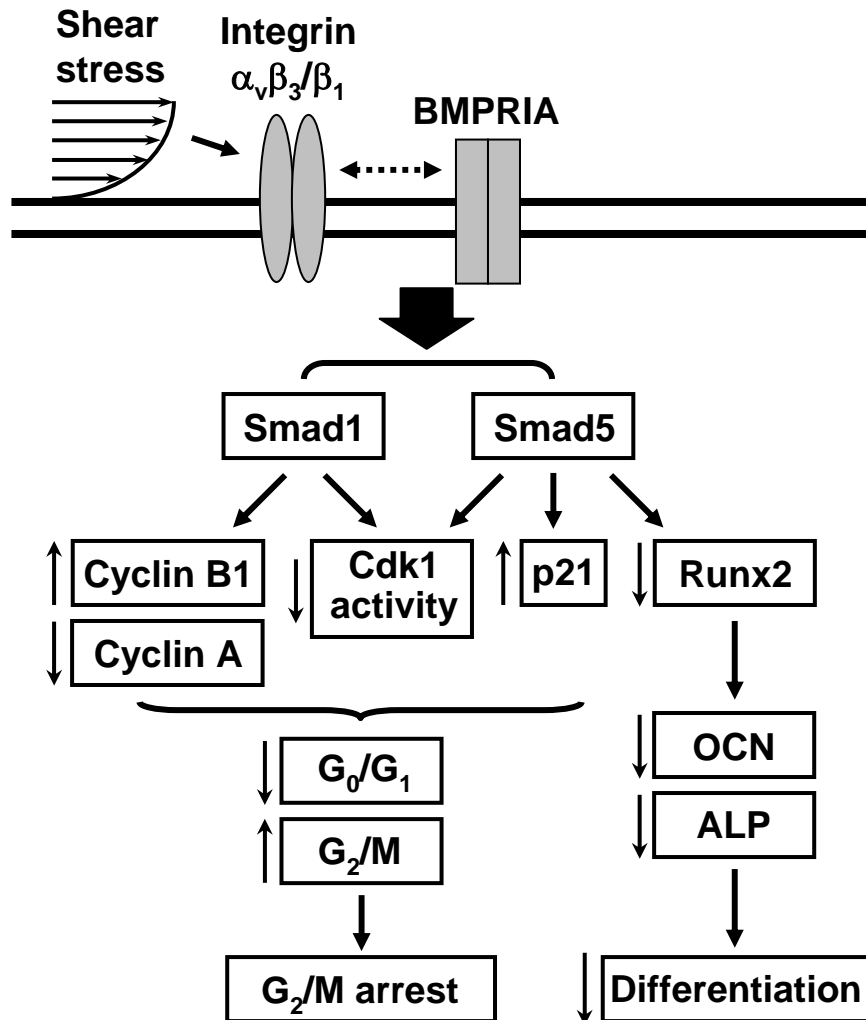 Shear
stress
Integrin
αvβ3/β1
BMPRIA
Smad1
Smad5
Cyclin B1
Cyclin A
Cdk1
activity
p21
Runx2
G0/G1
G2/M
G2/M arrest
OCN
ALP
Differentiation